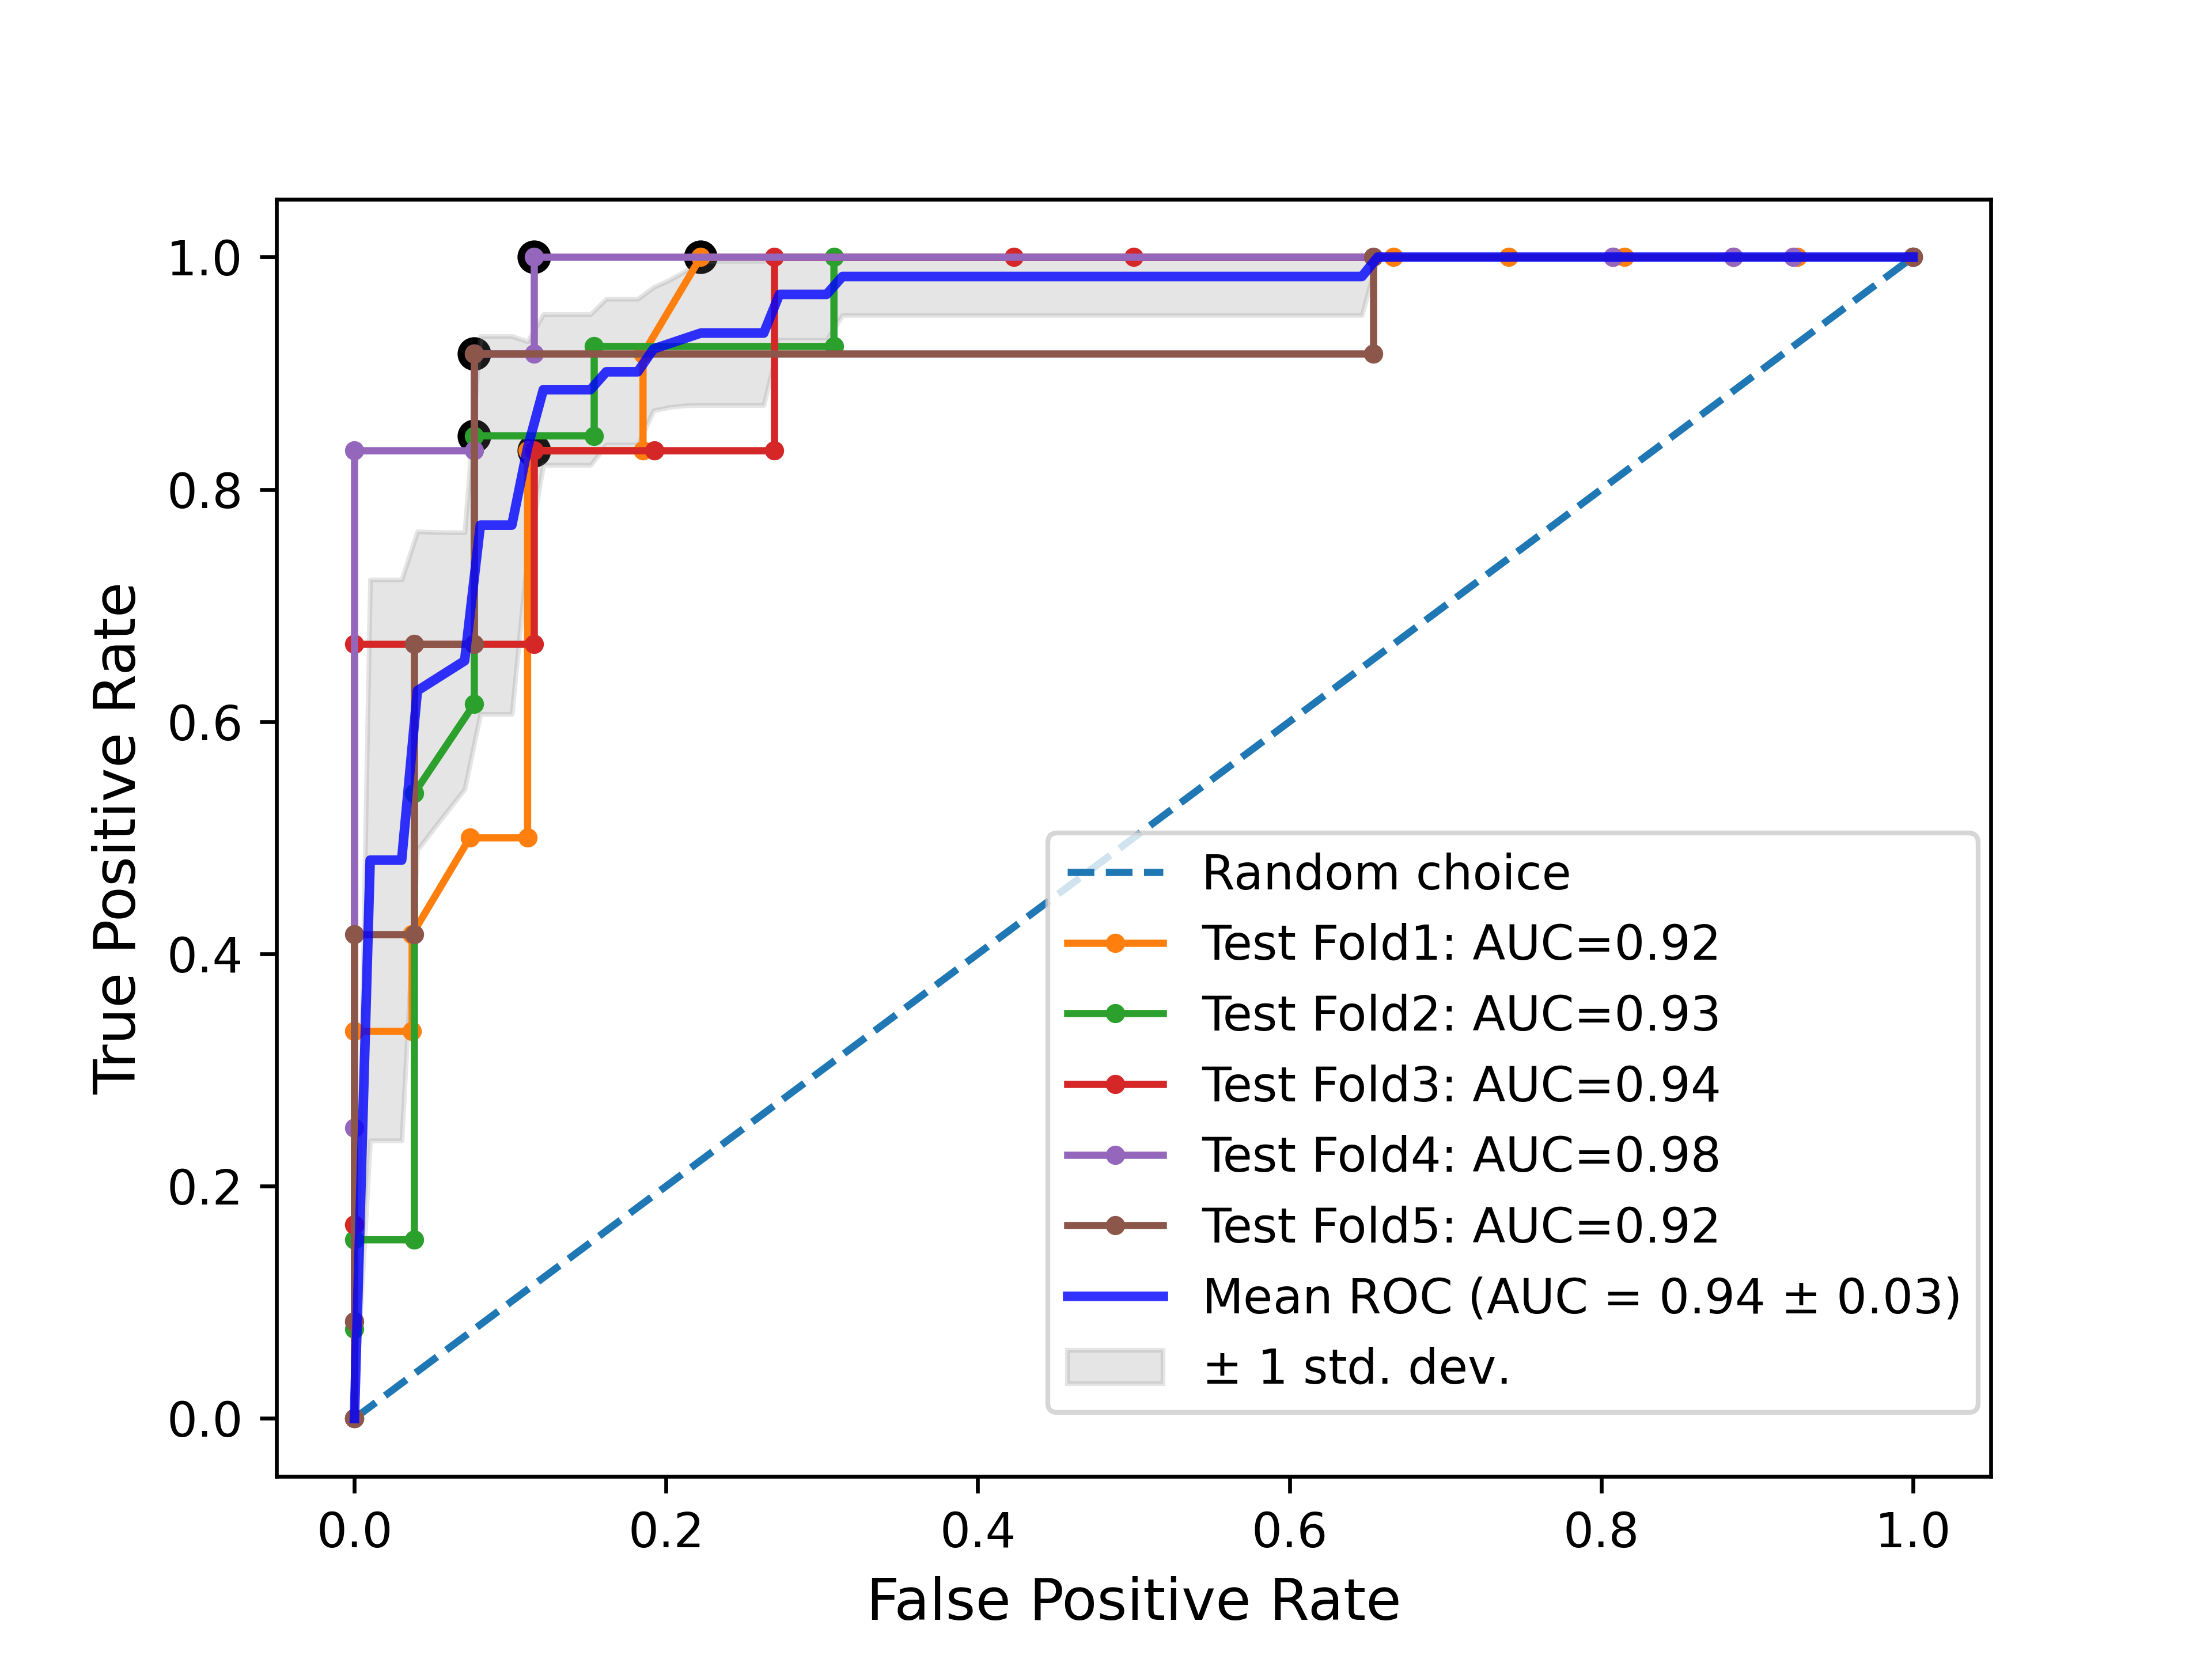 1.0
0.8
0.6
0.4
0.2
0.0
True Positive Rate
0.0 0.2 0.4 0.6 0.8 1.0
False Positive Rate
Random choice
Test Fold1: AUC=0.92
Test Fold2: AUC=0.93
Test Fold3: AUC=0.94
Test Fold4: AUC=0.98
Test Fold5: AUC=0.92
Mean ROC (AUC = 0.94 ± 0.03)
± 1 std. dev.